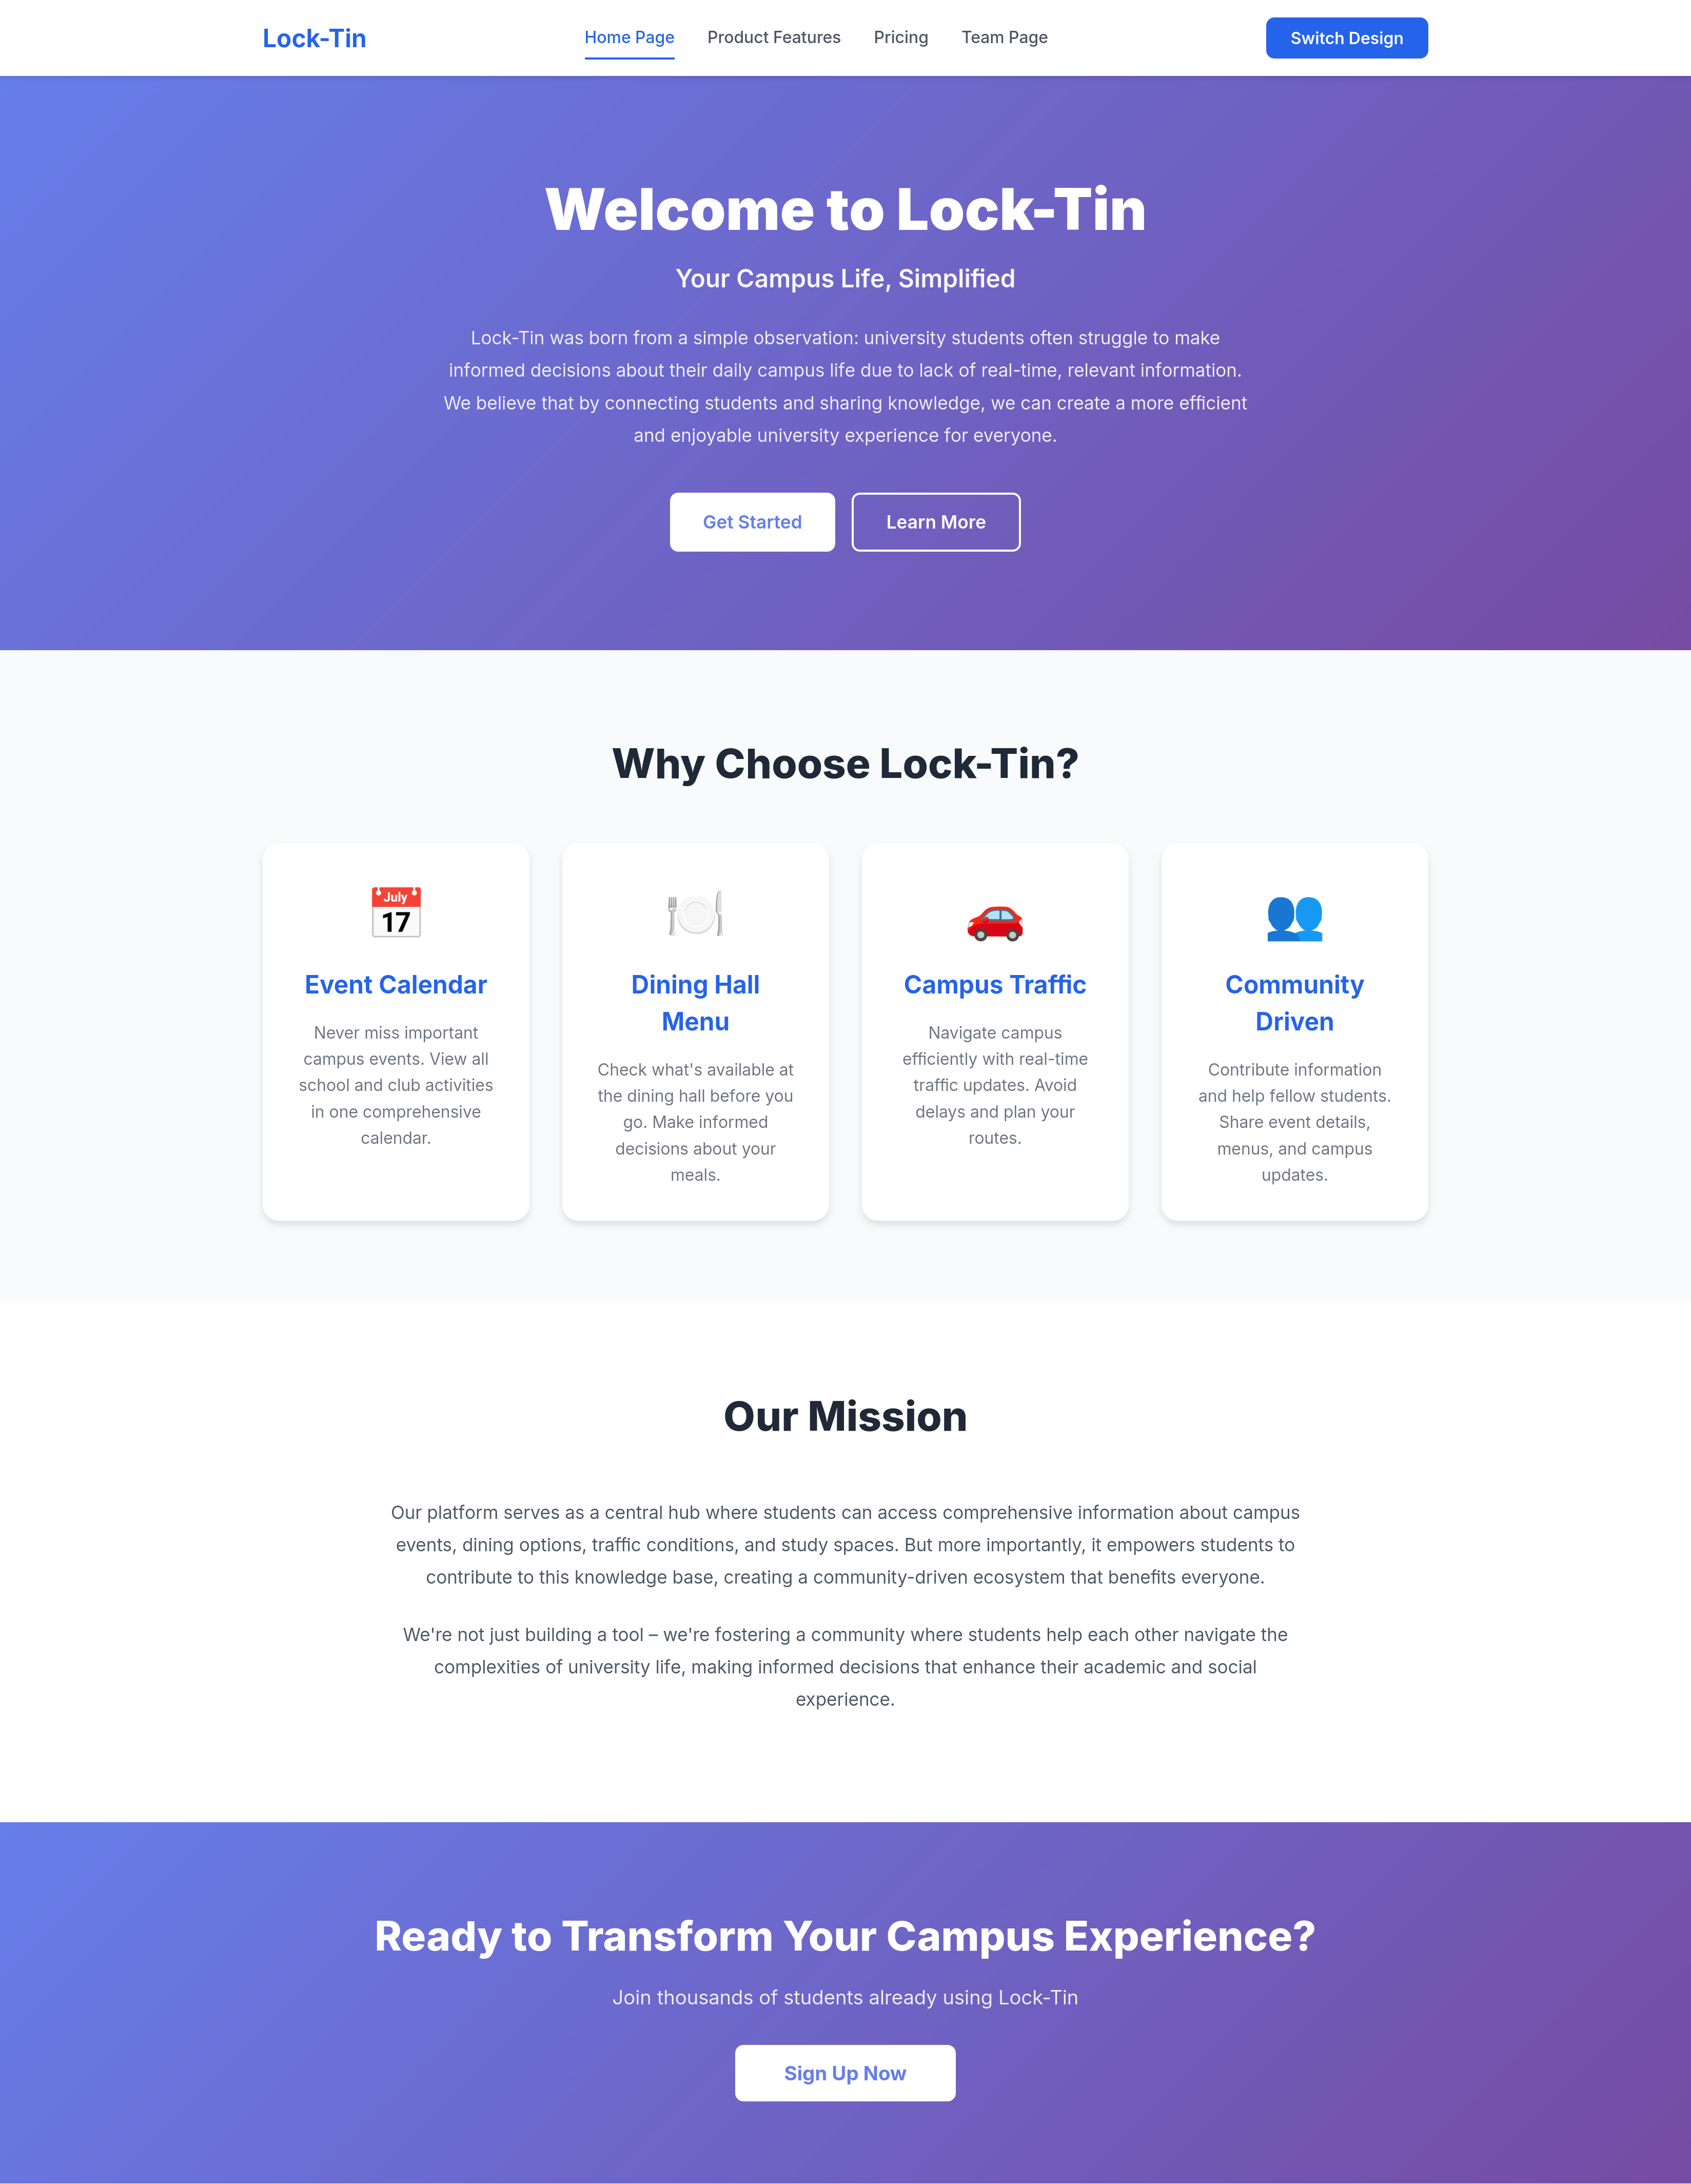 Lock-Tin
Home Page
Product Features
Pricing
Team Page
Switch Design
Welcome to Lock-Tin
Your Campus Life, Simplified
Lock-Tin was born from a simple observation: university students often struggle to make
informed decisions about their daily campus life due to lack of real-time, relevant information.
We believe that by connecting students and sharing knowledge, we can create a more efficient
and enjoyable university experience for everyone.
Get Started
Learn More
Why Choose Lock-Tin?
July
17
Event Calendar
Never miss important
campus events. View all
school and club activities
in one comprehensive
calendar.
Dining Hall
Menu
Check what's available at
the dining hall before you
go. Make informed
decisions about your
meals.
Campus Traffic
Navigate campus
efficiently with real-time
traffic updates. Avoid
delays and plan your
routes.
Community
Driven
Contribute information
and help fellow students.
Share event details,
menus, and campus
updates.
Our Mission
Our platform serves as a central hub where students can access comprehensive information about campus
events, dining options, traffic conditions, and study spaces. But more importantly, it empowers students to
contribute to this knowledge base, creating a community-driven ecosystem that benefits everyone.
We're not just building a tool – we're fostering a community where students help each other navigate the
complexities of university life, making informed decisions that enhance their academic and social
experience.
Ready to Transform Your Campus Experience?
Join thousands of students already using Lock-Tin
Sign Up Now